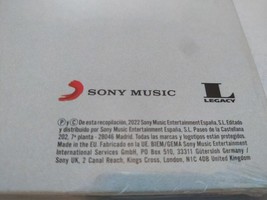 SONY MUSIC
L
LEGACY
Ⓟ y © De esta recopilación, 2022 Sony Music Entertainment España, S.L. Editado
y distribuido por Sony Music Entertainment España, S.L. Paseo de la Castellana
202, 7ª planta - 28046 Madrid. Todas las marcas y logotipos están protegidos.
Made in the EU. Fabricado en la UE. BIEM/GEMA Sony Music Entertainment
International Services GmbH / PO BOX 510, 33311 Gütersloh Germany /
Sony UK, 2 Canal Reach, Kings Cross, London, N1C 4DB United Kingdom